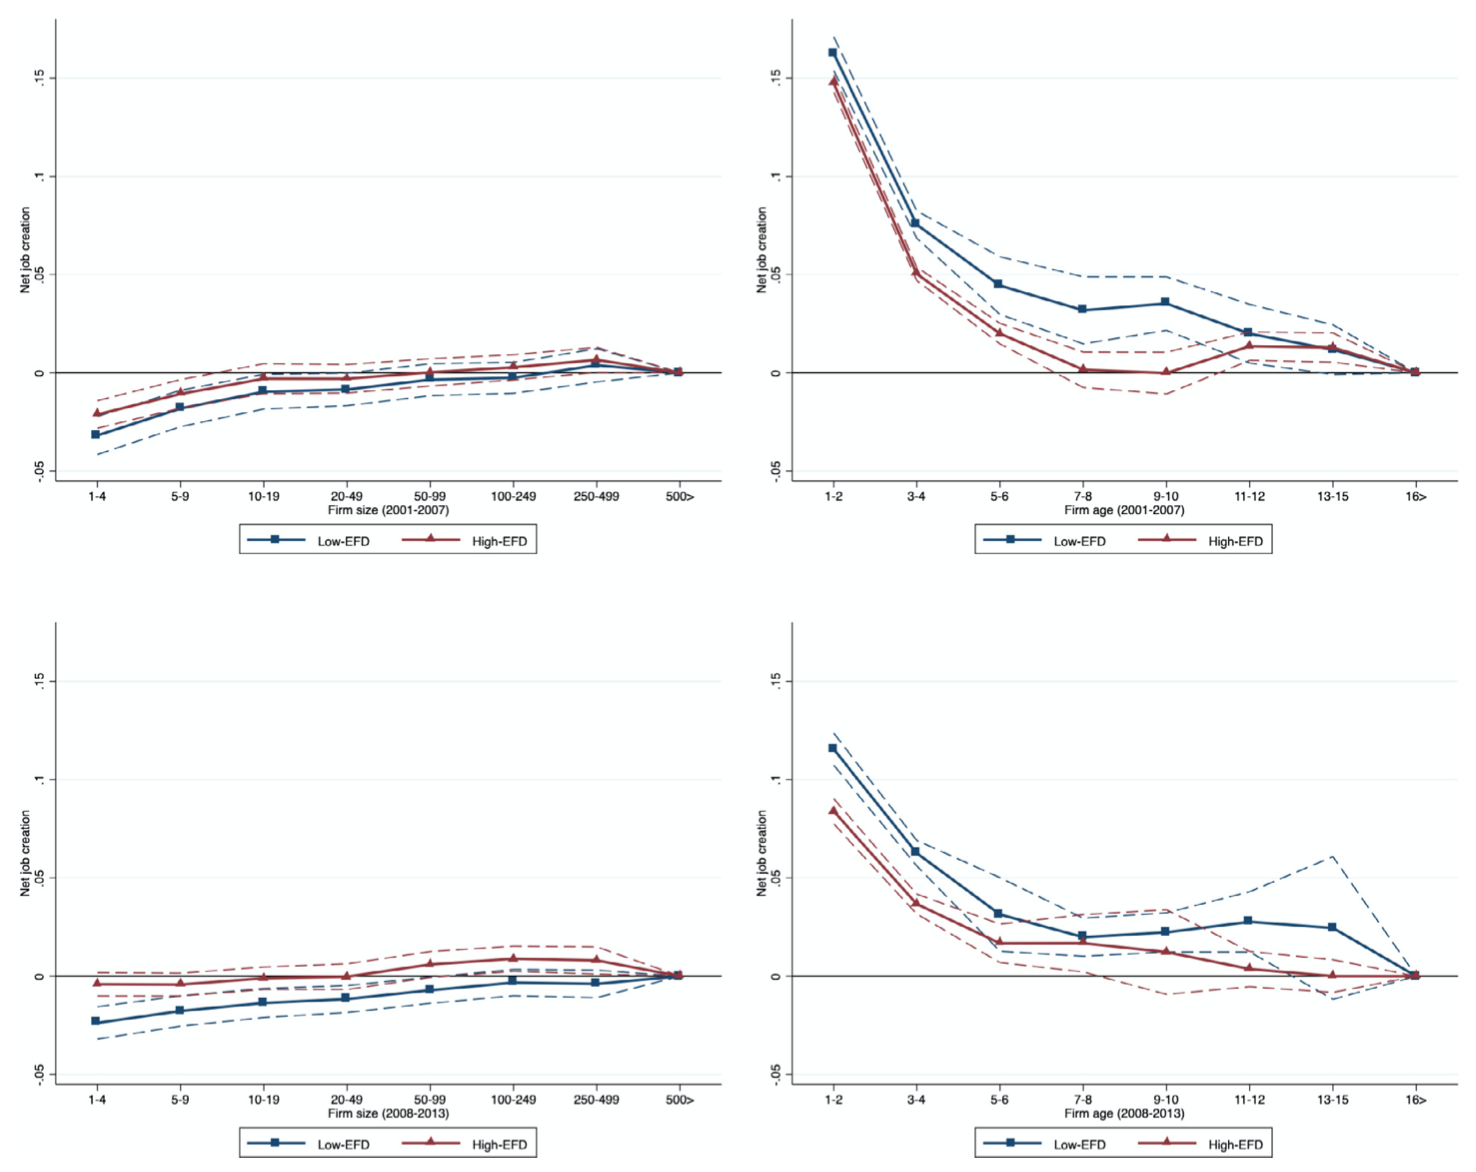 Net job creation
.15
.1
.05
0
-.05
1-4 5-9 10-19 20-49 50-99 100-249 250-499 500>
Firm size (2001-2007)
Low-EFD High-EFD
Net job creation
.15
.1
.05
0
-.05
1-2 3-4 5-6 7-8 9-10 11-12 13-15 16>
Firm age (2001-2007)
Low-EFD High-EFD
Net job creation
.15
.1
.05
0
-.05
1-4 5-9 10-19 20-49 50-99 100-249 250-499 500>
Firm size (2008-2013)
Low-EFD High-EFD
Net job creation
.15
.1
.05
0
-.05
1-2 3-4 5-6 7-8 9-10 11-12 13-15 16>
Firm age (2008-2013)
Low-EFD High-EFD